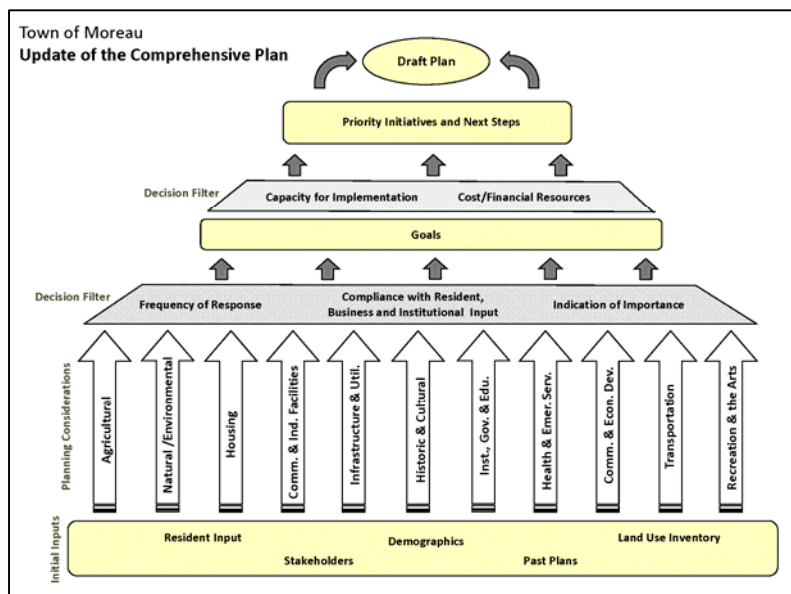 Town of Moreau
Update of the Comprehensive Plan
Draft Plan
Priority Initiatives and Next Steps
Decision Filter
Capacity for Implementation
Cost/Financial Resources
Goals
Decision Filter
Frequency of Response
Compliance with Resident,
Business and Institutional Input
Indication of Importance
Planning Considerations
Agricultural
Natural /Environmental
Housing
Comm. & Ind. Facilities
Infrastructure & Util.
Historic & Cultural
Inst., Gov. & Edu.
Health & Emer. Serv.
Comm. & Econ. Dev.
Transportation
Recreation & the Arts
Initial Inputs
Resident Input
Stakeholders
Demographics
Past Plans
Land Use Inventory